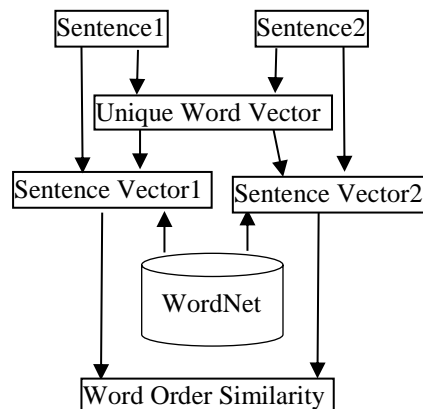 Sentence1
Sentence2
Unique Word Vector
Sentence Vector1
Sentence Vector2
WordNet
Word Order Similarity